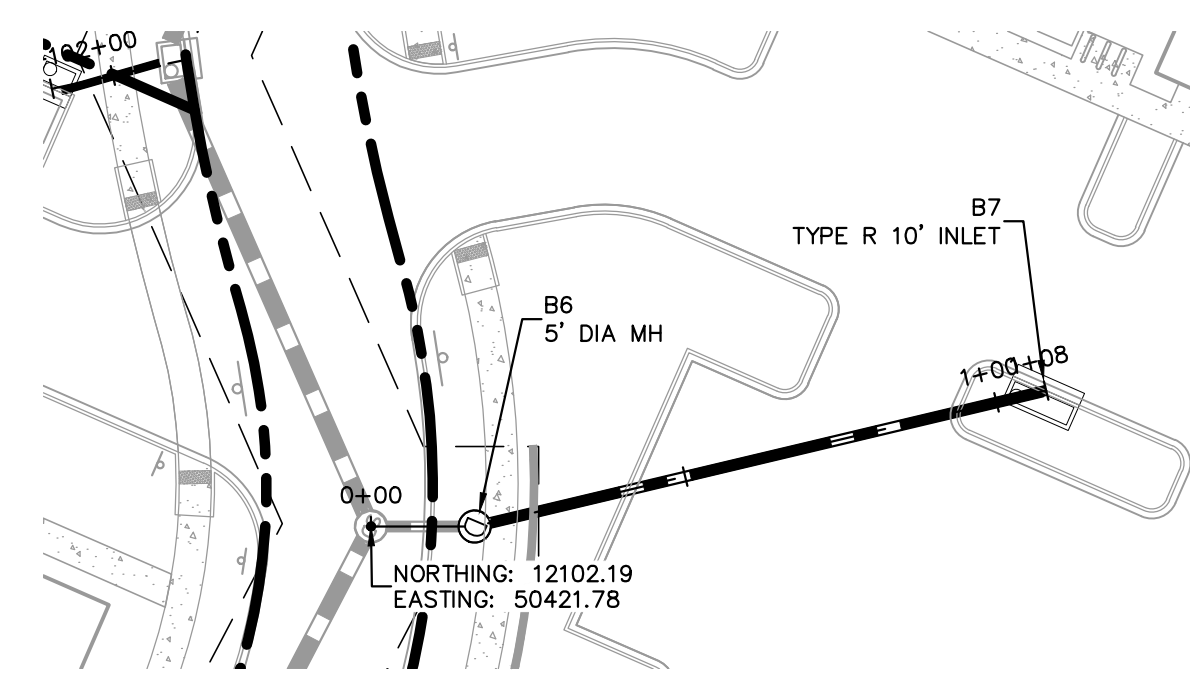 102+00
B7
TYPE R 10' INLET
B6
5' DIA MH
1+00
1+08
0+00
NORTHING: 12102.19
EASTING: 50421.78